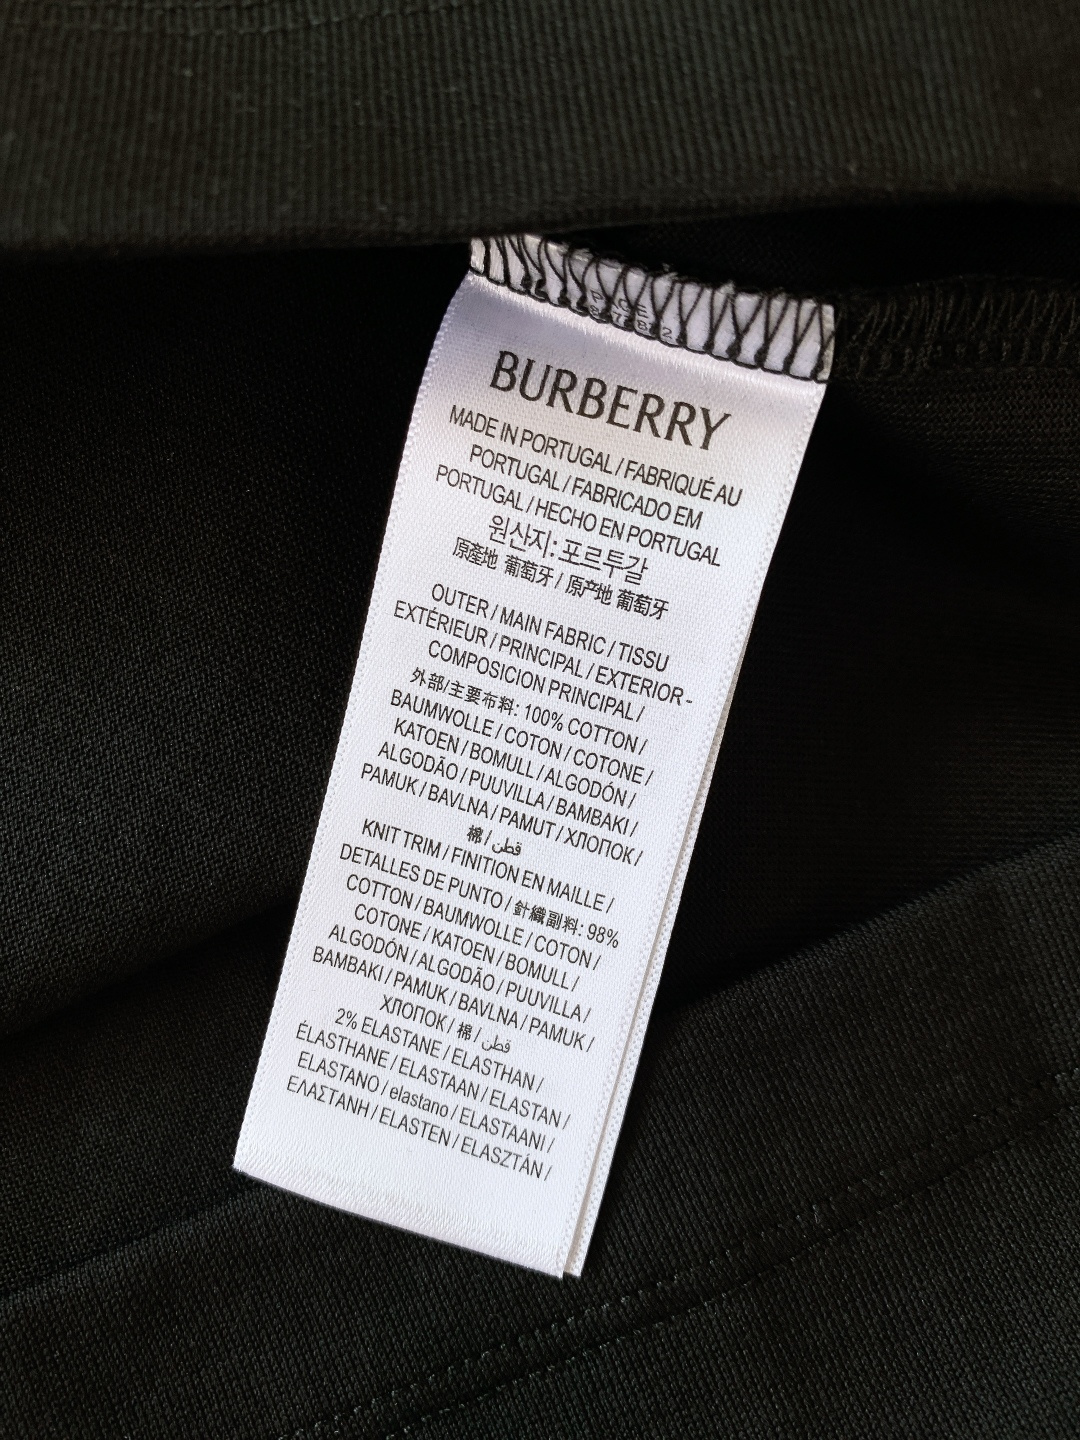 BURBERRY
MADE IN PORTUGAL / FABRIQUÉ AU
PORTUGAL / FABRICADO EM
PORTUGAL / HECHO EN PORTUGAL
원산지: 포르투갈
原產地 葡萄牙 / 原产地 葡萄牙
OUTER / MAIN FABRIC / TISSU
EXTÉRIEUR / PRINCIPAL / EXTERIOR -
COMPOSICION PRINCIPAL /
外部/主要布料: 100% COTTON /
BAUMWOLLE / COTON / COTONE /
KATOEN / BOMULL / ALGODÓN /
ALGODÃO / PUUVILLA / BAMBAKI /
PAMUK / BAVLNA / PAMUT / ХЛОПОК /
棉 / قطن
KNIT TRIM / FINITION EN MAILLE /
DETALLES DE PUNTO / 針織副料: 98%
COTTON / BAUMWOLLE / COTON /
COTONE / KATOEN / BOMULL /
ALGODÓN / ALGODÃO / PUUVILLA /
BAMBAKI / PAMUK / BAVLNA / PAMUK /
ХЛОПОК / 棉 / قطن
2% ELASTANE / ELASTHAN /
ÉLASTHANE / ELASTAAN / ELASTAN /
ELASTANO / elastano / ELASTAANI /
ΕΛΑΣΤΑΝΗ / ELASTEN / ELASZTÁN /